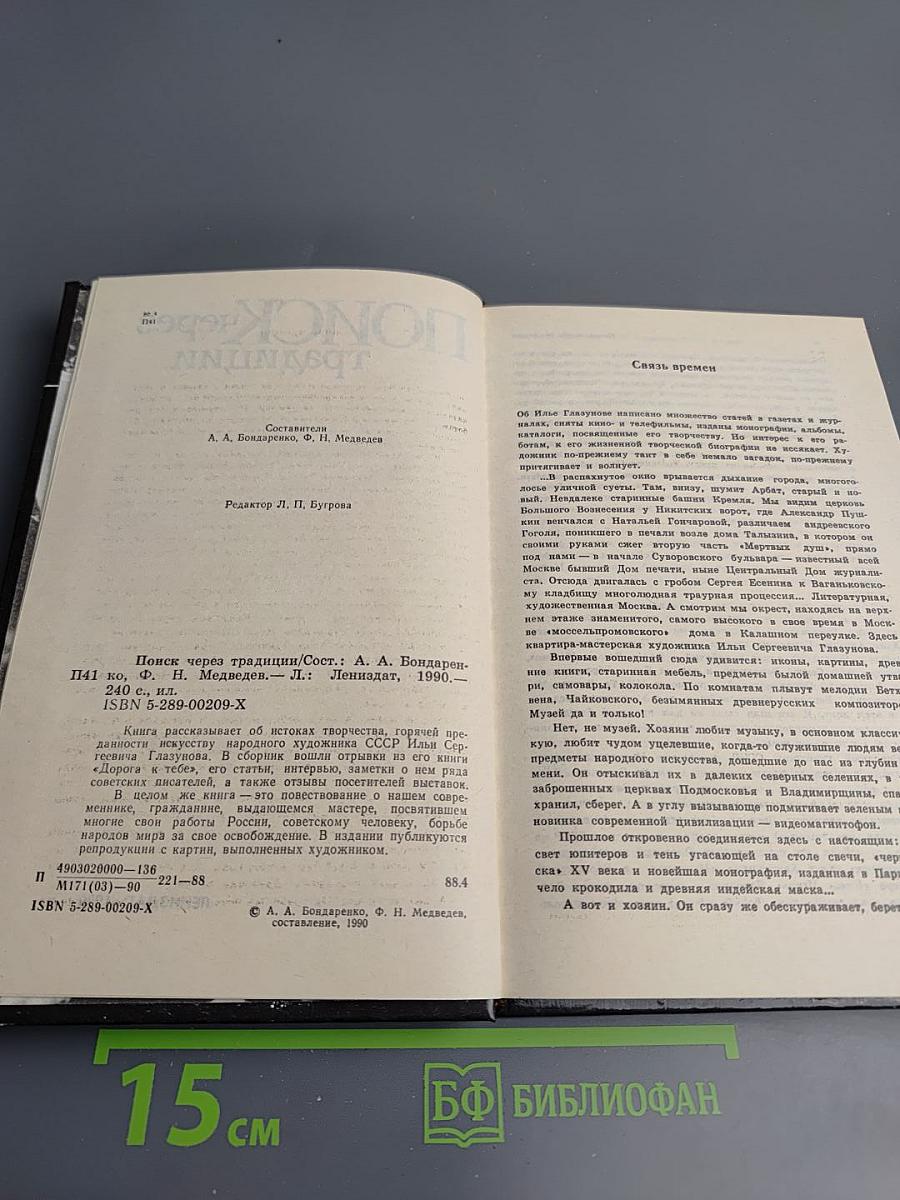 88.4
П41
Составители
А. А. Бондаренко, Ф. Н. Медведев
Редактор Л. П. Бугрова
Поиск через традиции/Сост.: А. А. Бондарен-
П41 ко, Ф. Н. Медведев.— Л.: Лениздат, 1990.—
240 с., ил.
ISBN 5-289-00209-X
Книга рассказывает об истоках творчества, горячей пре-
данности искусству народного художника СССР Ильи Сер-
геевича Глазунова. В сборник вошли отрывки из его книги
«Дорога к тебе», его статьи, интервью, заметки о нем ряда
советских писателей, а также отзывы посетителей выставок.
В целом же книга — это повествование о нашем совре-
меннике, гражданине, выдающемся мастере, посвятившем
многие свои работы России, советскому человеку, борьбе
народов мира за свое освобождение. В издании публикуются
репродукции с картин, выполненных художником.
П 4903020000—136
М171(03)—90 221—88
88.4
ISBN 5-289-00209-X
© А. А. Бондаренко, Ф. Н. Медведев,
составление, 1990
Связь времен
Об Илье Глазунове написано множество статей в газетах и жур-
налах, сняты кино- и телефильмы, изданы монографии, альбомы,
каталоги, посвященные его творчеству. Но интерес к его ра-
ботам, к его жизненной творческой биографии не иссякает. Ху-
дожник по-прежнему таит в себе немало загадок, по-прежнему
притягивает и волнует.
...В распахнутое окно врывается дыхание города, многого-
лосье уличной суеты. Там, внизу, шумит Арбат, старый и но-
вый. Невдалеке старинные башни Кремля. Мы видим церковь
Большого Вознесения у Никитских ворот, где Александр Пуш-
кин венчался с Натальей Гончаровой, различаем андреевского
Гоголя, поникшего в печали возле дома Талызина, в котором он
своими руками сжег вторую часть «Мертвых душ», прямо
под нами — в начале Суворовского бульвара — известный всей
Москве бывший Дом печати, ныне Центральный Дом журнали-
ста. Отсюда двигалась с гробом Сергея Есенина к Ваганьковско-
му кладбищу многолюдная траурная процессия... Литературная,
художественная Москва. А смотрим мы окрест, находясь на верх-
нем этаже знаменитого, самого высокого в свое время в Моск-
ве «моссельпромовского» дома в Калашном переулке. Здесь
квартира-мастерская художника Ильи Сергеевича Глазунова.
Впервые вошедший сюда удивится: иконы, картины, древ
ние книги, старинная мебель, предметы былой домашней утва
ри, самовары, колокола. По комнатам плывут мелодии Бетх
вена, Чайковского, безымянных древнерусских композиторо
Музей да и только!
Нет, не музей. Хозяин любит музыку, в основном классич
кую, любит чудом уцелевшие, когда-то служившие людям ве
предметы народного искусства, дошедшие до нас из глубин
мени. Он отыскивал их в далеких северных селениях, в
заброшенных церквах Подмосковья и Владимирщины, спа
хранил, сберег. А в углу вызывающе подмигивает зеленым
новинка современной цивилизации — видеомагнитофон.
Прошлое откровенно соединяется здесь с настоящим:
свет юпитеров и тень угасающей на столе свечи, «чер
ска» XV века и новейшая монография, изданная в Пар
чело крокодила и древняя индейская маска...
А вот и хозяин. Он сразу же обескураживает, берет
15 см
БФ БИБЛИОФАН